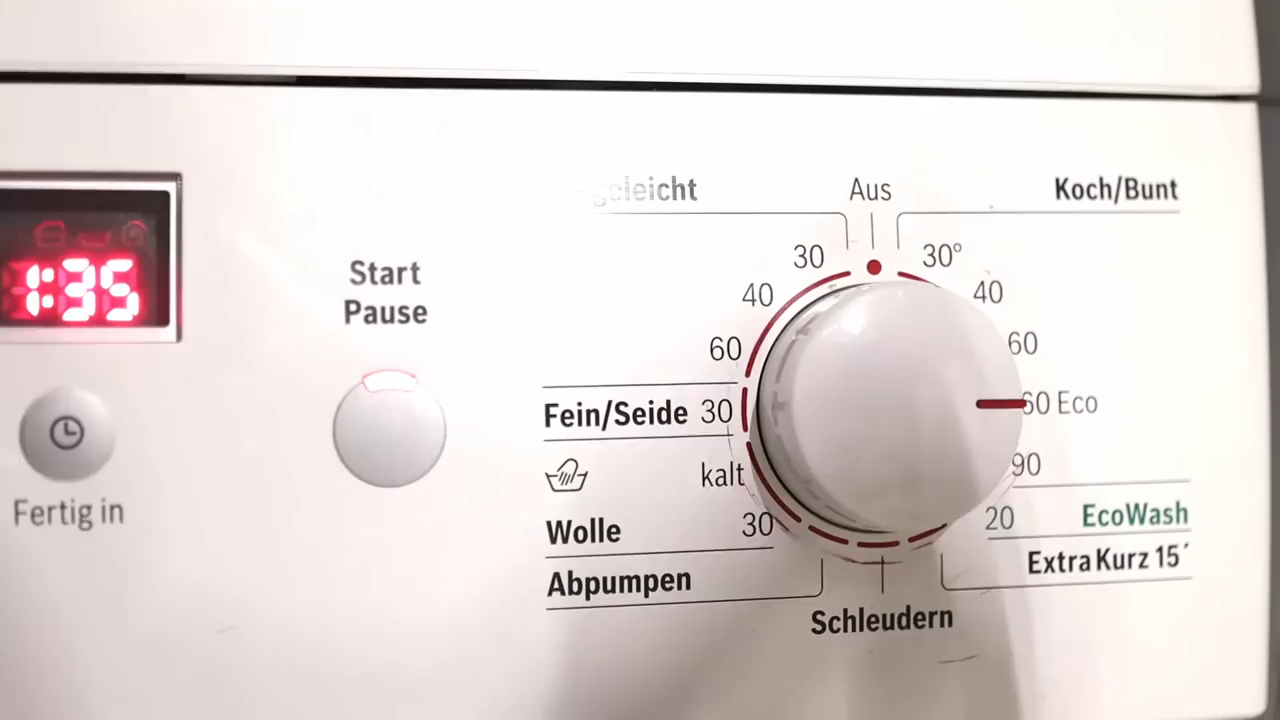 Aus
Koch/Bunt
30
30°
40
40
60
60
1:35
Start
Pause
Fein/Seide 30
60 Eco
kalt
90
Wolle 30
20 EcoWash
Abpumpen
Extra Kurz 15´
Schleudern
Fertig in